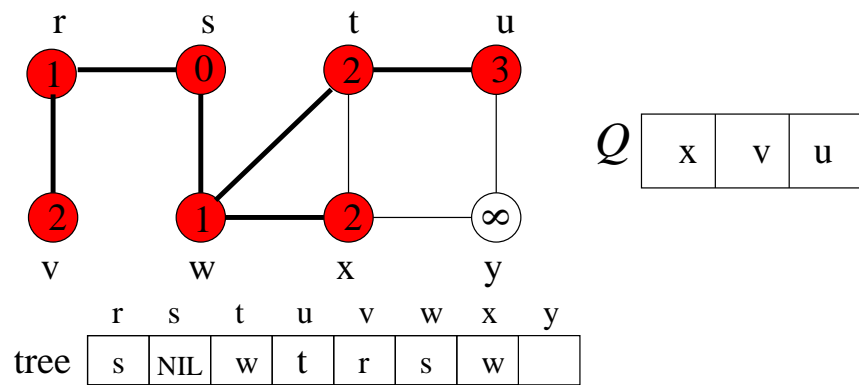 r s t u
1 0 2 3
Q x v u
2 1 2 ∞
v w x y
r s t u v w x y
tree s NIL w t r s w